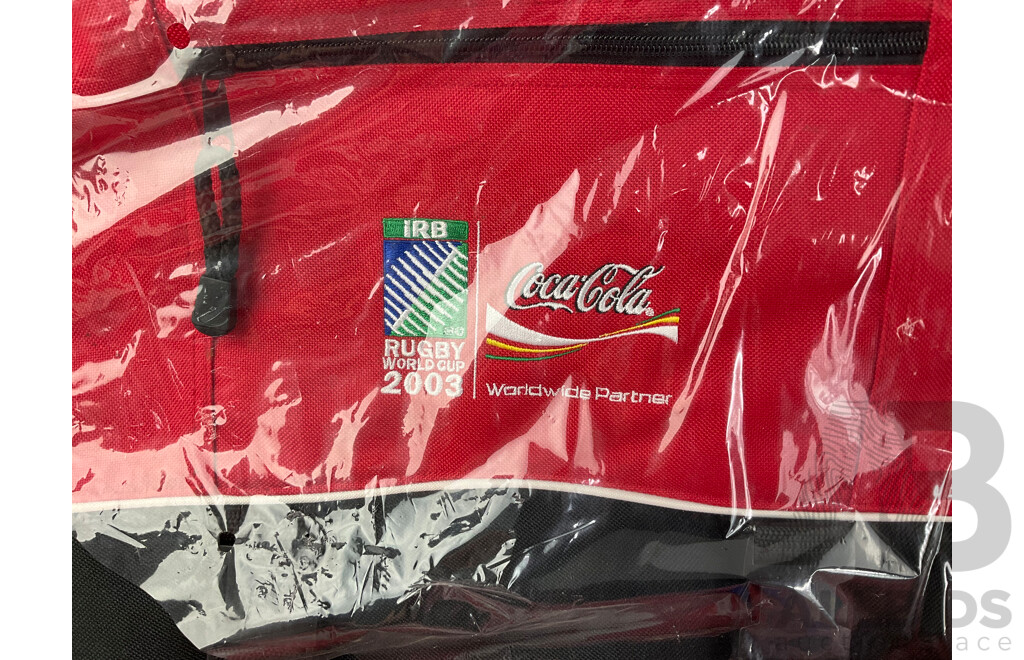 iRB
RUGBY
WORLD CUP
2003
Coca-Cola
Worldwide Partner